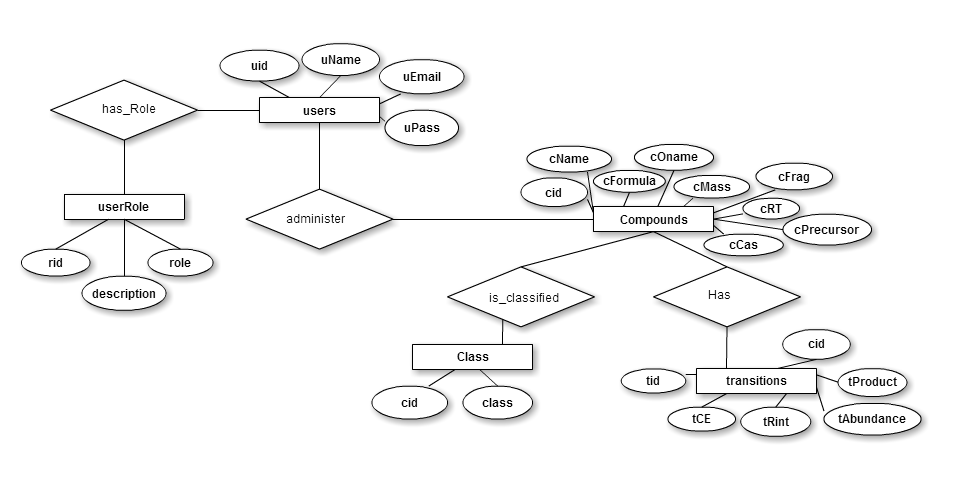 uName
uid
uEmail
has_Role
users
uPass
cName
cOname
cFrag
cFormula
cMass
cid
cRT
userRole
administer
Compounds
cPrecursor
cCas
rid
role
description
is_classified
Has
cid
Class
tid
transitions
tProduct
cid
class
tCE
tRint
tAbundance